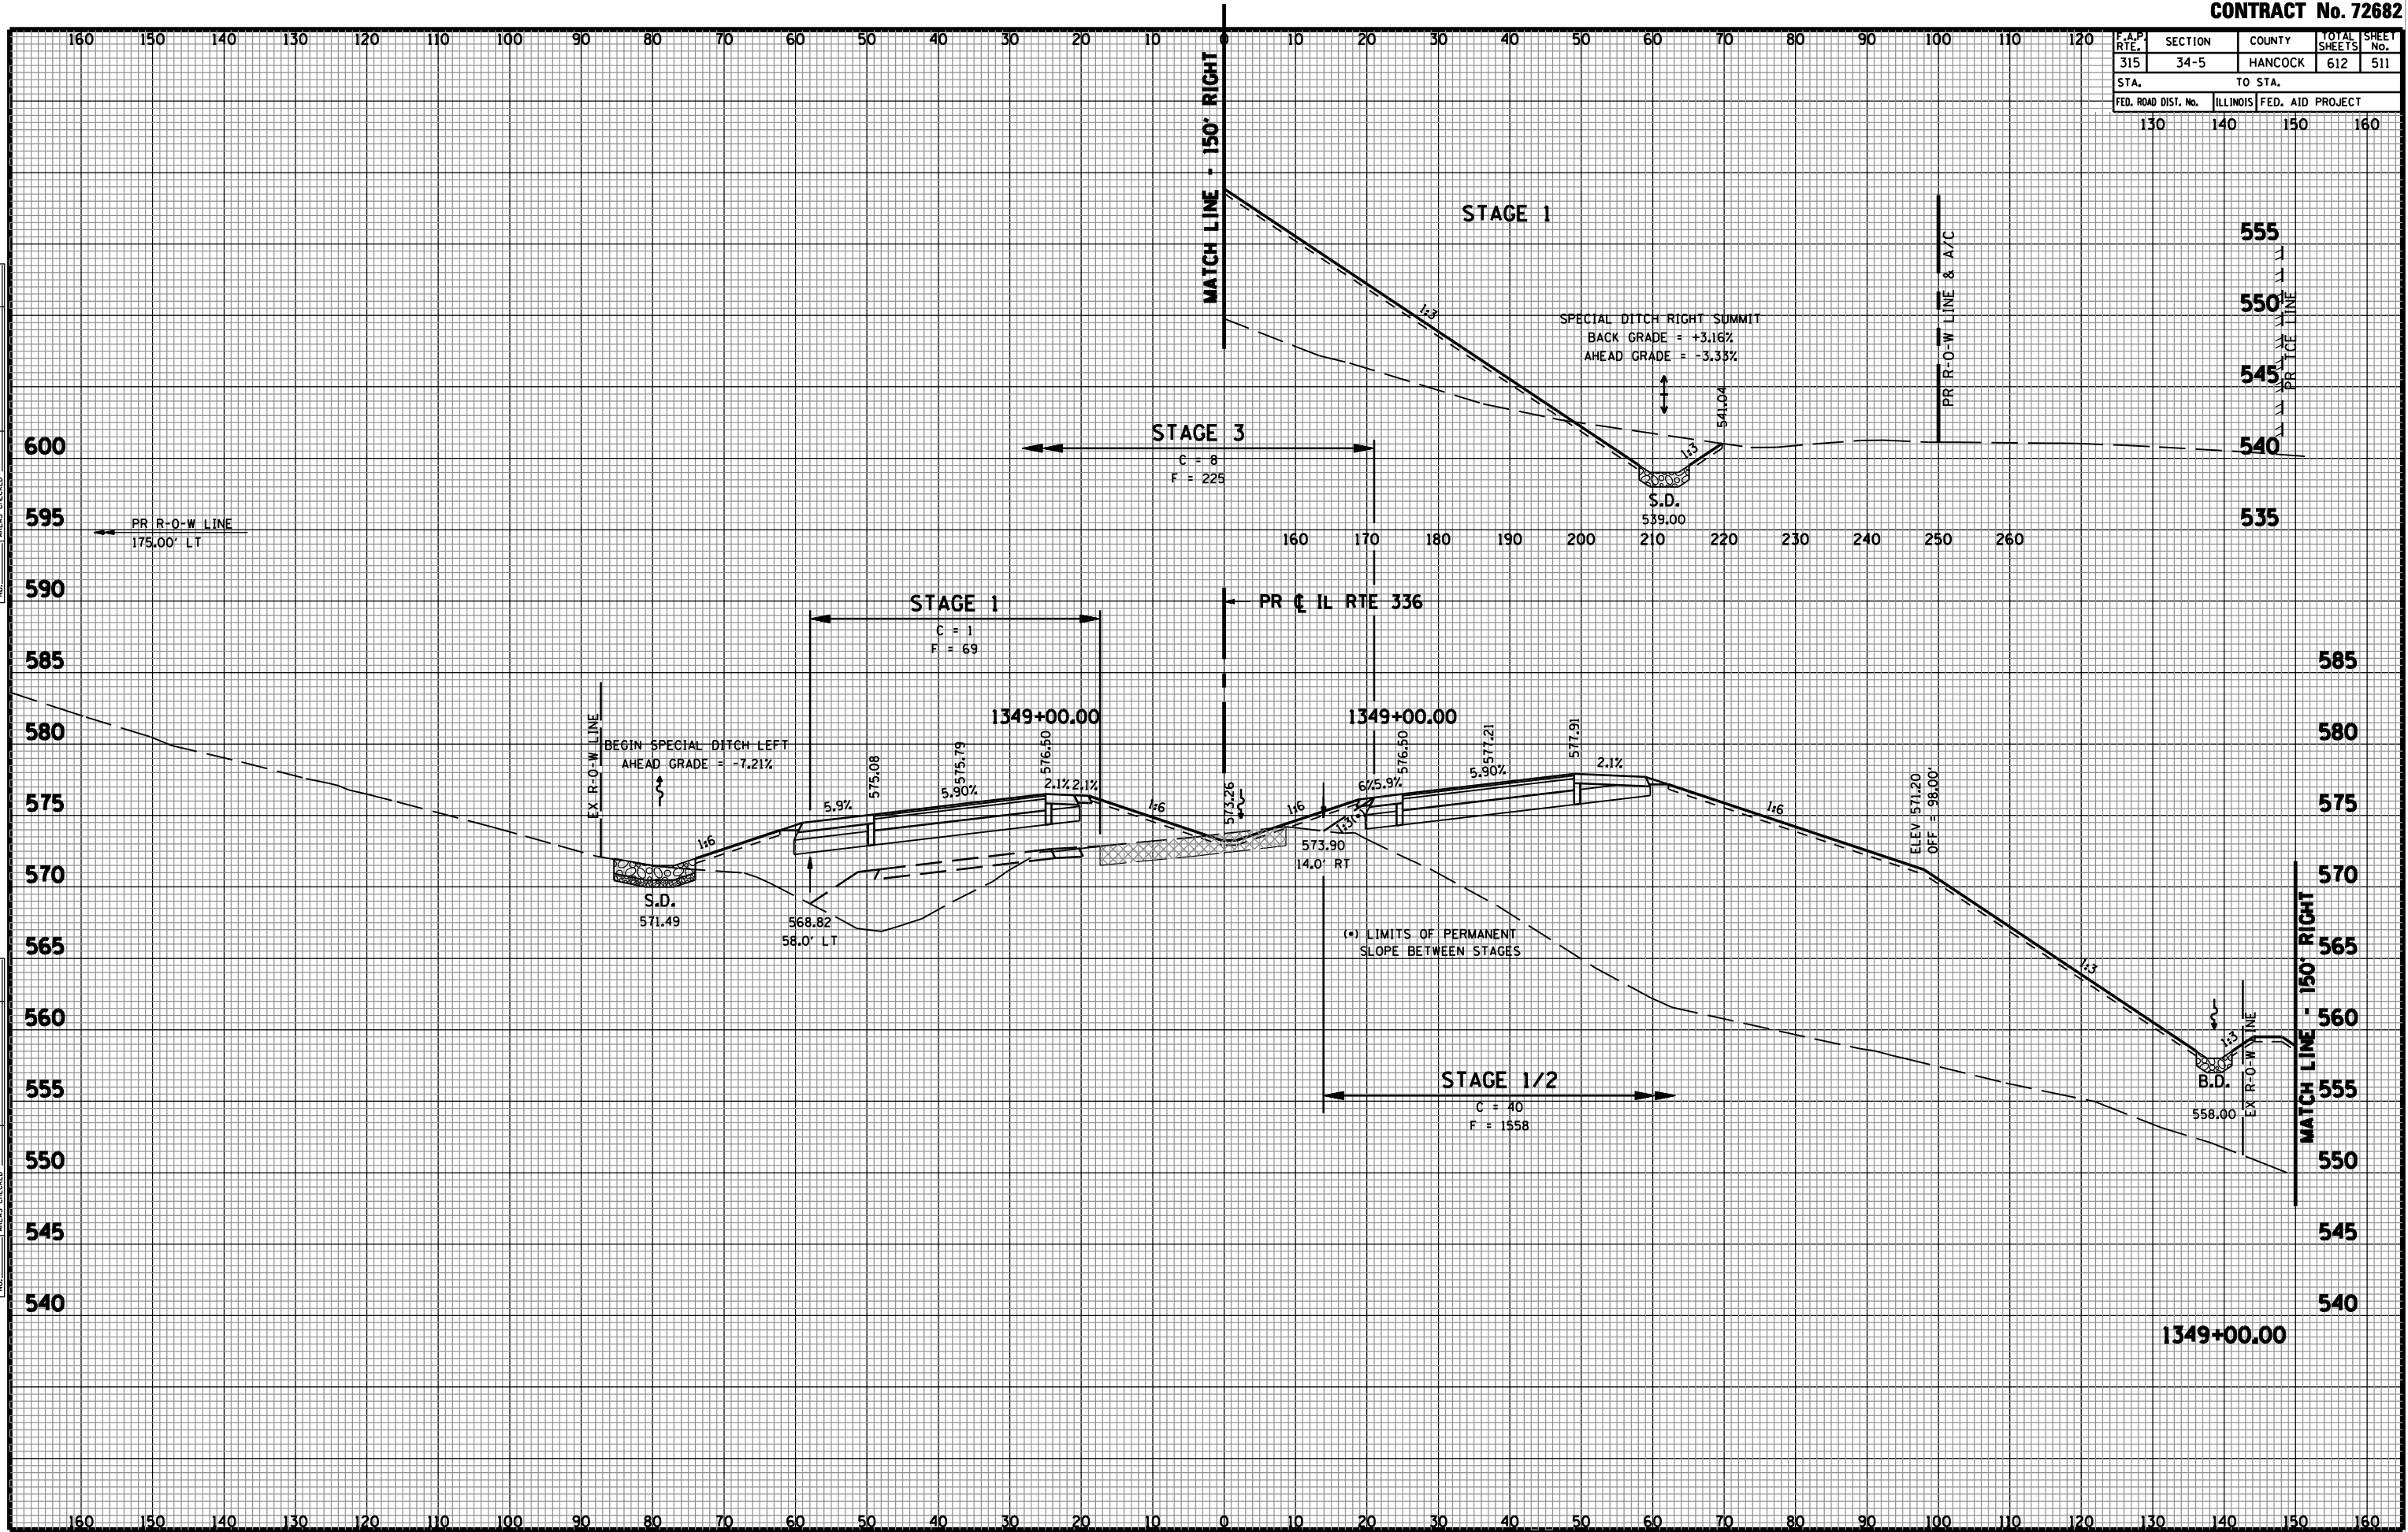 CONTRACT No. 72682
160 150 140 130 120 110 100 90 80 70 60 50 40 30 20 10 0 10 20 30 40 50 60 70 80 90 100 110 120
F.A.P. RTE. SECTION COUNTY TOTAL SHEETS SHEET No.
315 34-5 HANCOCK 612 511
STA. TO STA.
FED. ROAD DIST. No. ILLINOIS FED. AID PROJECT
130 140 150 160
MATCH LINE - 150' RIGHT
STAGE 1
1:3
SPECIAL DITCH RIGHT SUMMIT
BACK GRADE = +3.16%
AHEAD GRADE = -3.33%
541.04
1:3
S.D.
539.00
PR R-O-W LINE & A/C
PR TCE LINE
555
550
545
540
535
160 170 180 190 200 210 220 230 240 250 260
STAGE 3
C - 8
F = 225
600
595
590
585
580
575
570
565
560
555
550
545
540
PR R-O-W LINE
175.00' LT
STAGE 1
C = 1
F = 69
PR ℄ IL RTE 336
1349+00.00
1349+00.00
EX R-O-W LINE
BEGIN SPECIAL DITCH LEFT
AHEAD GRADE = -7.21%
1:6
S.D.
571.49
5.9%
575.08
5.90%
575.79
576.50
2.1% 2.1%
1:6
573.26
1:6
568.82
58.0' LT
573.90
14.0' RT
1:3(*)
6% 5.9%
576.50
577.21
5.90%
577.91
2.1%
1:6
ELEV 571.20
OFF = 98.00'
(*) LIMITS OF PERMANENT
SLOPE BETWEEN STAGES
1:3
STAGE 1/2
C = 40
F = 1558
1:3
B.D.
558.00
EX R-O-W LINE
MATCH LINE - 150' RIGHT
585
580
575
570
565
560
555
550
545
540
1349+00.00
160 150 140 130 120 110 100 90 80 70 60 50 40 30 20 10 0 10 20 30 40 50 60 70 80 90 100 110 120 130 140 150 160